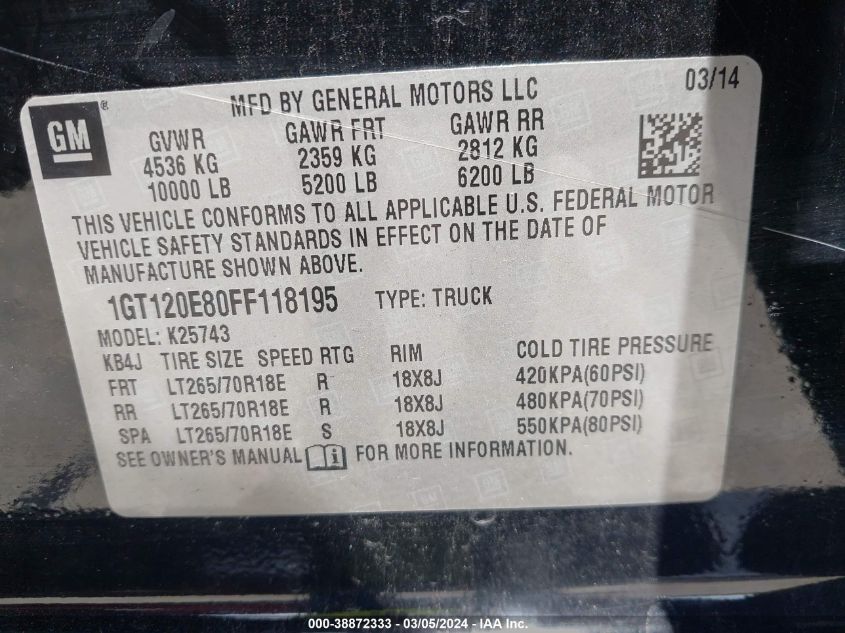 MFD BY GENERAL MOTORS LLC 03/14
GM ®
GVWR GAWR FRT GAWR RR
4536 KG 2359 KG 2812 KG
10000 LB 5200 LB 6200 LB
THIS VEHICLE CONFORMS TO ALL APPLICABLE U.S. FEDERAL MOTOR
VEHICLE SAFETY STANDARDS IN EFFECT ON THE DATE OF
MANUFACTURE SHOWN ABOVE.
1GT120E80FF118195 TYPE: TRUCK
MODEL: K25743
KB4J TIRE SIZE SPEED RTG RIM COLD TIRE PRESSURE
FRT LT265/70R18E R 18X8J 420KPA(60PSI)
RR LT265/70R18E R 18X8J 480KPA(70PSI)
SPA LT265/70R18E S 18X8J 550KPA(80PSI)
SEE OWNER'S MANUAL i FOR MORE INFORMATION.
000-38872333 - 03/05/2024 - IAA Inc.